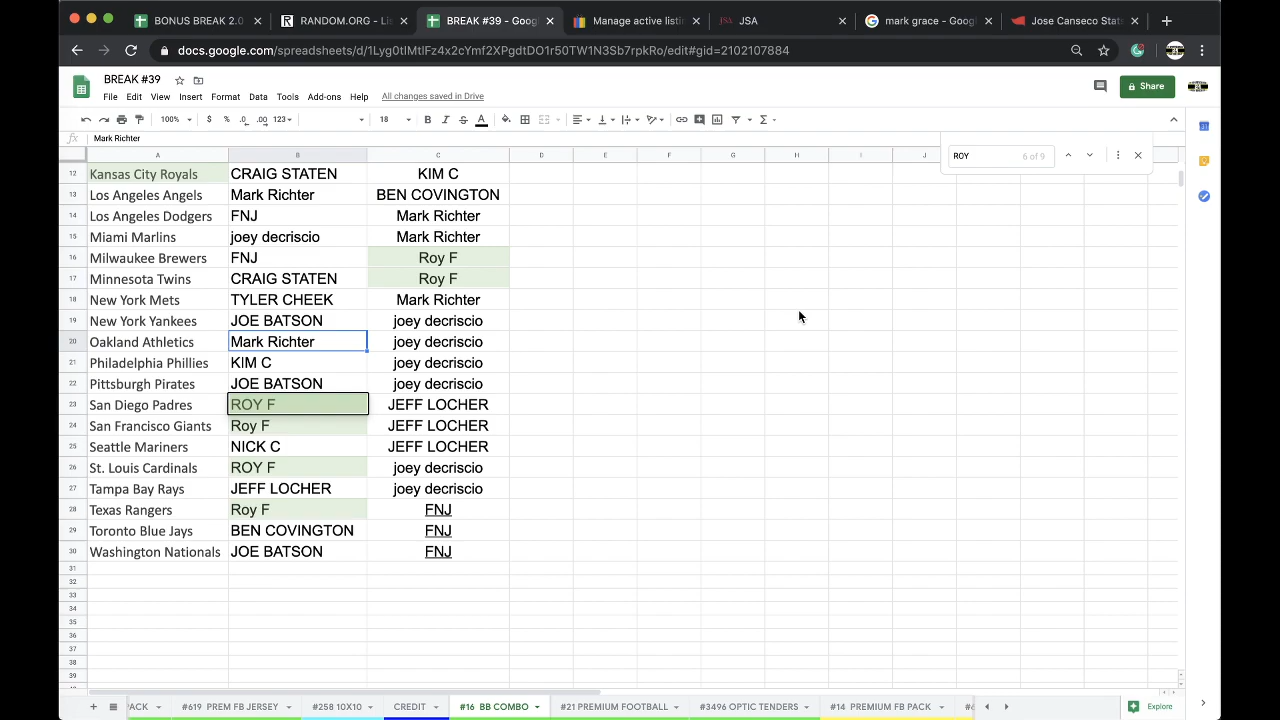 BONUS BREAK 2.0
RANDOM.ORG - Lis
BREAK #39 - Goog
Manage active listin
JSA
mark grace - Googl
Jose Canseco Stat
docs.google.com/spreadsheets/d/1Lyg0tIMtlFz4x2cYmf2XPgdtDO1r50TW1N3Sb7rpkRo/edit#gid=2102107884
BREAK #39
File Edit View Insert Format Data Tools Add-ons Help All changes saved in Drive
Share
100% $ % .0 .00 123 18 B I S A
fx Mark Richter
ROY 6 of 9
A B C D E F G H I J
12 Kansas City Royals CRAIG STATEN KIM C
13 Los Angeles Angels Mark Richter BEN COVINGTON
14 Los Angeles Dodgers FNJ Mark Richter
15 Miami Marlins joey decriscio Mark Richter
16 Milwaukee Brewers FNJ Roy F
17 Minnesota Twins CRAIG STATEN Roy F
18 New York Mets TYLER CHEEK Mark Richter
19 New York Yankees JOE BATSON joey decriscio
20 Oakland Athletics Mark Richter joey decriscio
21 Philadelphia Phillies KIM C joey decriscio
22 Pittsburgh Pirates JOE BATSON joey decriscio
23 San Diego Padres ROY F JEFF LOCHER
24 San Francisco Giants Roy F JEFF LOCHER
25 Seattle Mariners NICK C JEFF LOCHER
26 St. Louis Cardinals ROY F joey decriscio
27 Tampa Bay Rays JEFF LOCHER joey decriscio
28 Texas Rangers Roy F FNJ
29 Toronto Blue Jays BEN COVINGTON FNJ
30 Washington Nationals JOE BATSON FNJ
31
32
33
34
35
36
37
38
39
PACK #619 PREM FB JERSEY #258 10X10 CREDIT #16 BB COMBO #21 PREMIUM FOOTBALL #3496 OPTIC TENDERS #14 PREMIUM FB PACK Explore